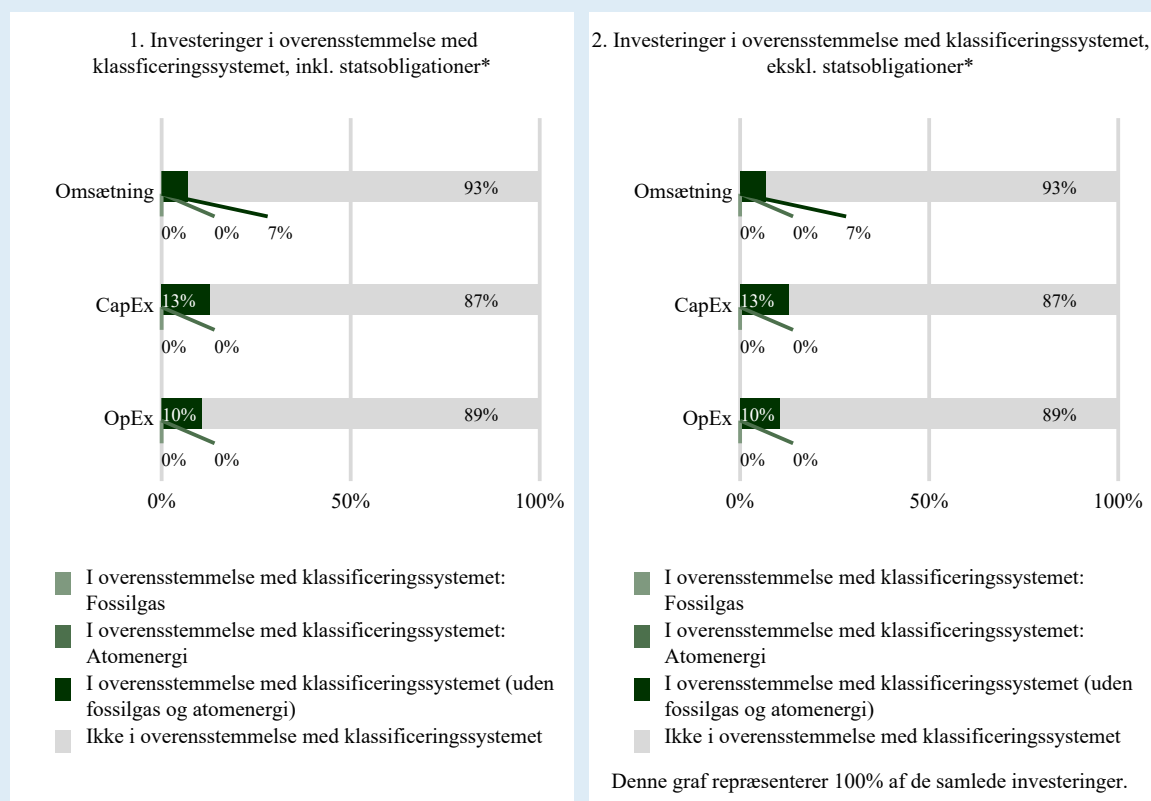 1. Investeringer i overensstemmelse med
klassficeringssystemet, inkl. statsobligationer*
Omsætning
93%
0% 0% 7%
CapEx
13%
87%
0% 0%
OpEx
10%
89%
0% 0%
0% 50% 100%
I overensstemmelse med klassificeringssystemet:
Fossilgas
I overensstemmelse med klassificeringssystemet:
Atomenergi
I overensstemmelse med klassificeringssystemet (uden
fossilgas og atomenergi)
Ikke i overensstemmelse med klassificeringssystemet
2. Investeringer i overensstemmelse med klassificeringssystemet,
ekskl. statsobligationer*
Omsætning
93%
0% 0% 7%
CapEx
13%
87%
0% 0%
OpEx
10%
89%
0% 0%
0% 50% 100%
I overensstemmelse med klassificeringssystemet:
Fossilgas
I overensstemmelse med klassificeringssystemet:
Atomenergi
I overensstemmelse med klassificeringssystemet (uden
fossilgas og atomenergi)
Ikke i overensstemmelse med klassificeringssystemet
Denne graf repræsenterer 100% af de samlede investeringer.